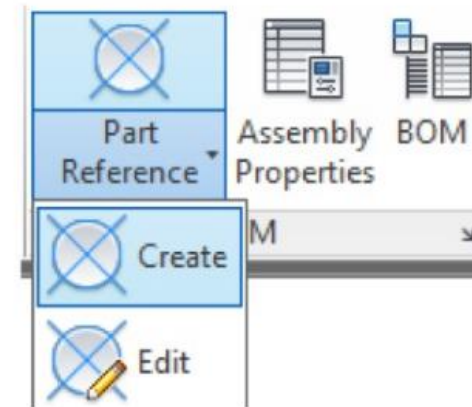 Part
Reference
Assembly
Properties
BOM
M
Create
Edit